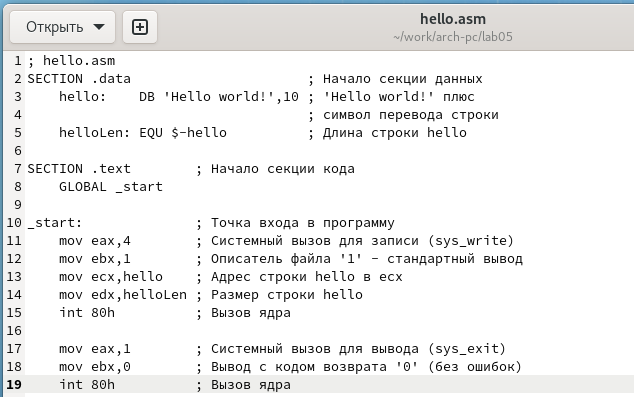 Открыть
hello.asm
~/work/arch-pc/lab05
1 ; hello.asm
2 SECTION .data ; Начало секции данных
3 hello: DB 'Hello world!',10 ; 'Hello world!' плюс
4 ; символ перевода строки
5 helloLen: EQU $-hello ; Длина строки hello
6
7 SECTION .text ; Начало секции кода
8 GLOBAL _start
9
10 _start: ; Точка входа в программу
11 mov eax,4 ; Системный вызов для записи (sys_write)
12 mov ebx,1 ; Описатель файла '1' - стандартный вывод
13 mov ecx,hello ; Адрес строки hello в ecx
14 mov edx,helloLen ; Размер строки hello
15 int 80h ; Вызов ядра
16
17 mov eax,1 ; Системный вызов для вывода (sys_exit)
18 mov ebx,0 ; Вывод с кодом возврата '0' (без ошибок)
19 int 80h ; Вызов ядра